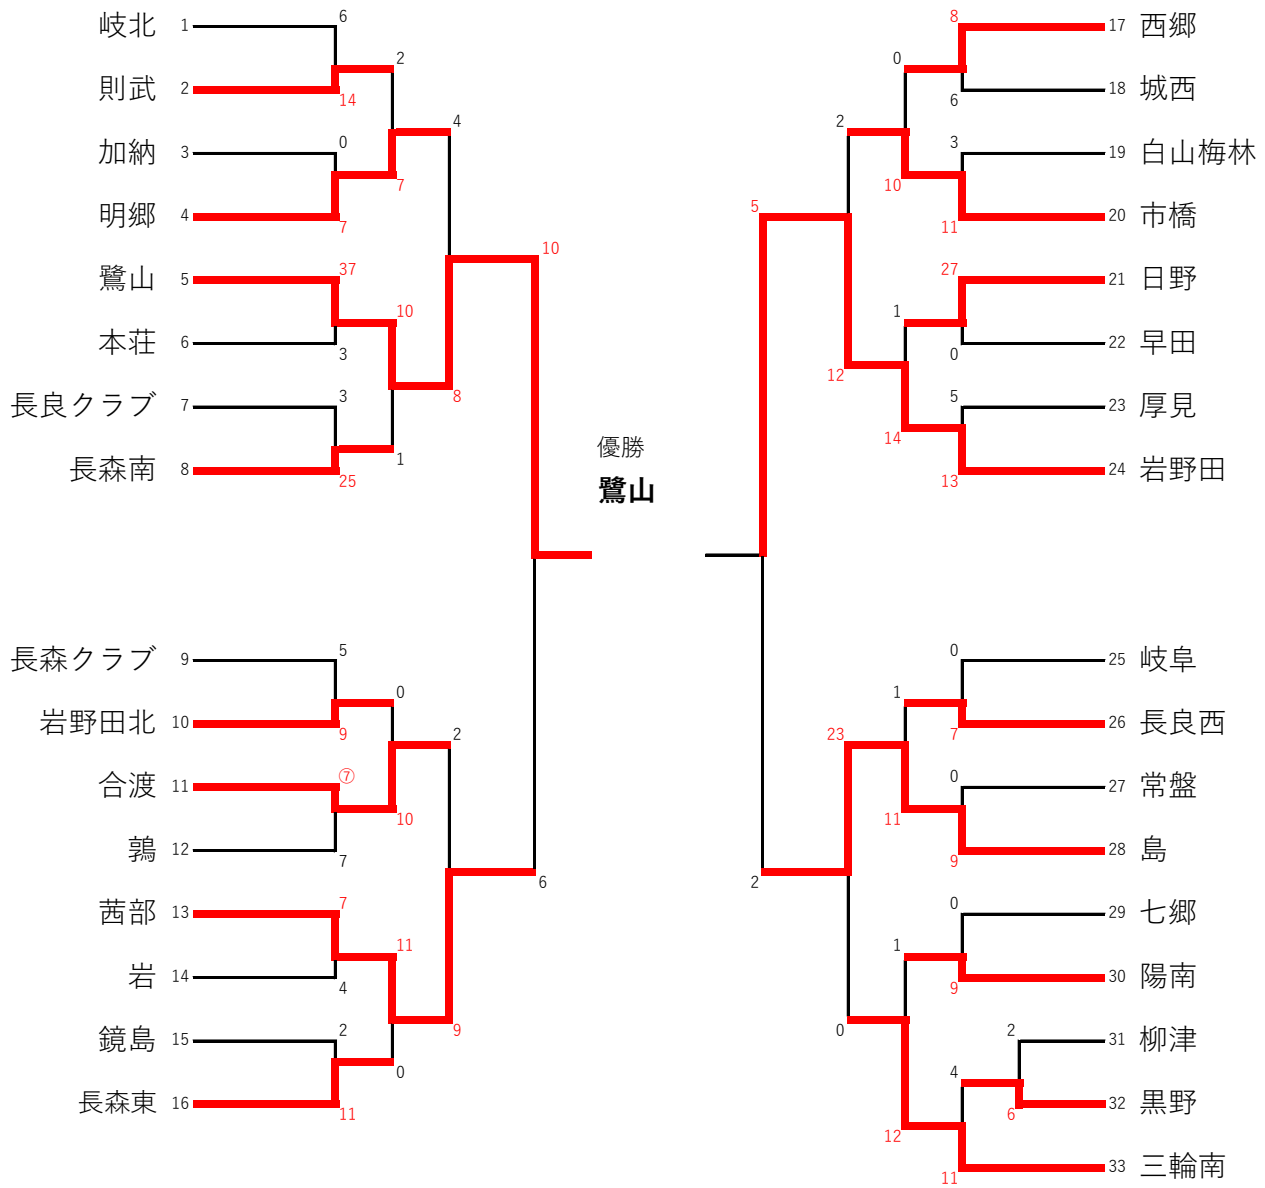 岐北 1 6
2
則武 2 14
4
加納 3 0
7
明郷 4 7
10
鷺山 5 37
10
本荘 6 3
8
長良クラブ 7 3
1
長森南 8 25
優勝
鷺山
長森クラブ 9 5
0
岩野田北 10 9
2
合渡 11 ⑦
10
鶉 12 7
6
茜部 13 7
11
岩 14 4
9
鏡島 15 2
0
長森東 16 11
8 17 西郷
0
6 18 城西
2
3 19 白山梅林
10
11 20 市橋
5
27 21 日野
1
0 22 早田
12
5 23 厚見
14
13 24 岩野田
0 25 岐阜
1
7 26 長良西
23
0 27 常盤
11
9 28 島
2
0 29 七郷
1
9 30 陽南
0
2 31 柳津
4
6 32 黒野
12
11 33 三輪南